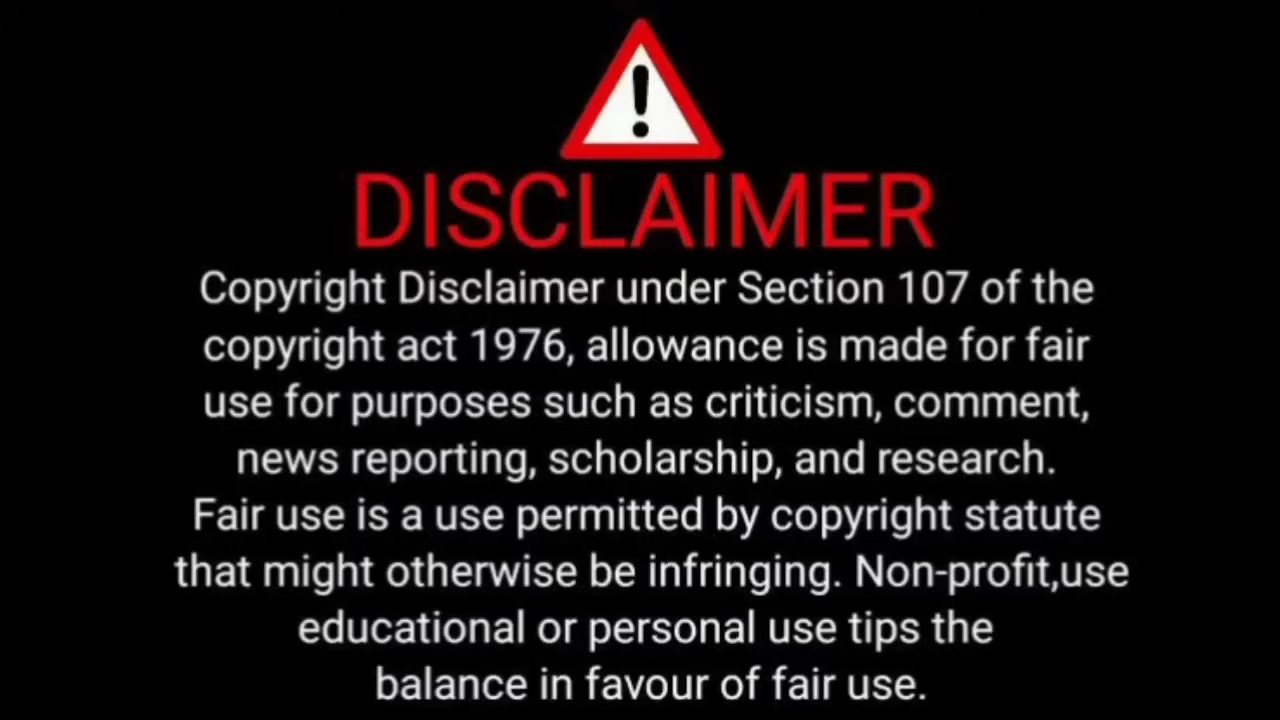 DISCLAIMER
Copyright Disclaimer under Section 107 of the
copyright act 1976, allowance is made for fair
use for purposes such as criticism, comment,
news reporting, scholarship, and research.
Fair use is a use permitted by copyright statute
that might otherwise be infringing. Non-profit,use
educational or personal use tips the
balance in favour of fair use.